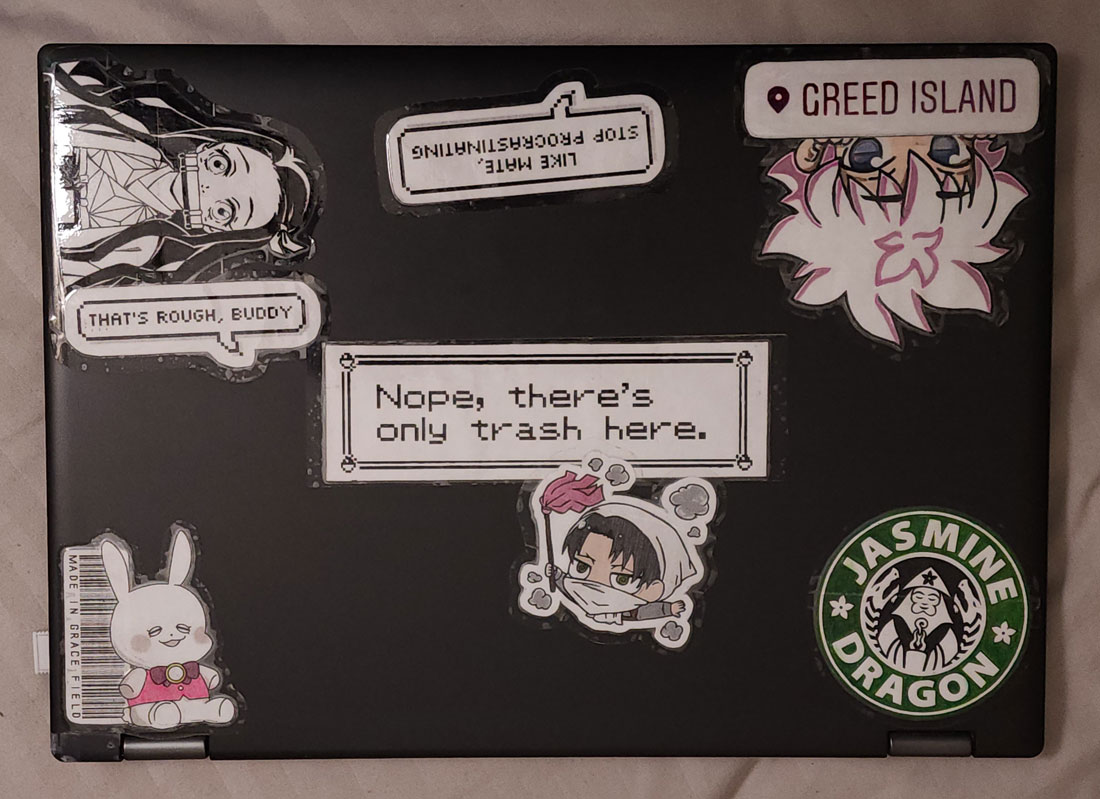 GREED ISLAND
LIKE MATE,
STOP PROCRASTINATING
THAT'S ROUGH, BUDDY
Nope, there's
only trash here.
MADE IN GRACE FIELD
JASMINE
DRAGON